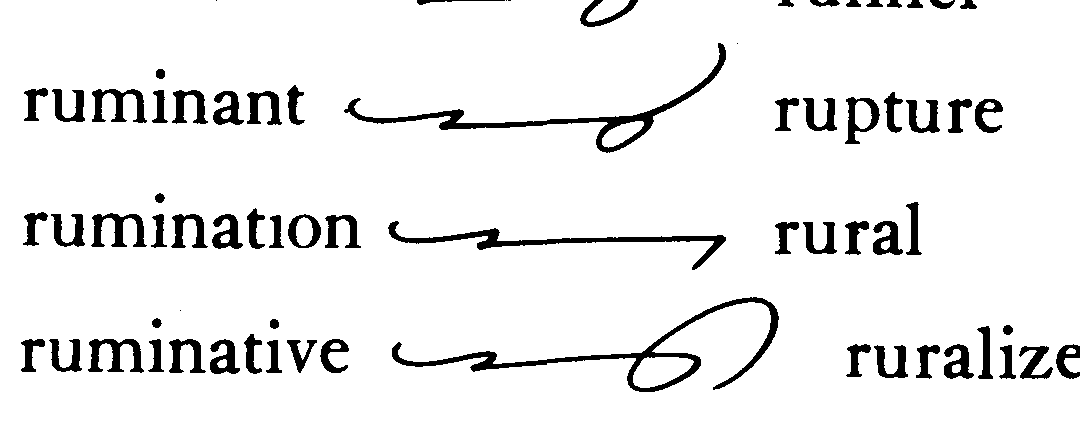 ruminant rupture
rumination rural
ruminative ruralize